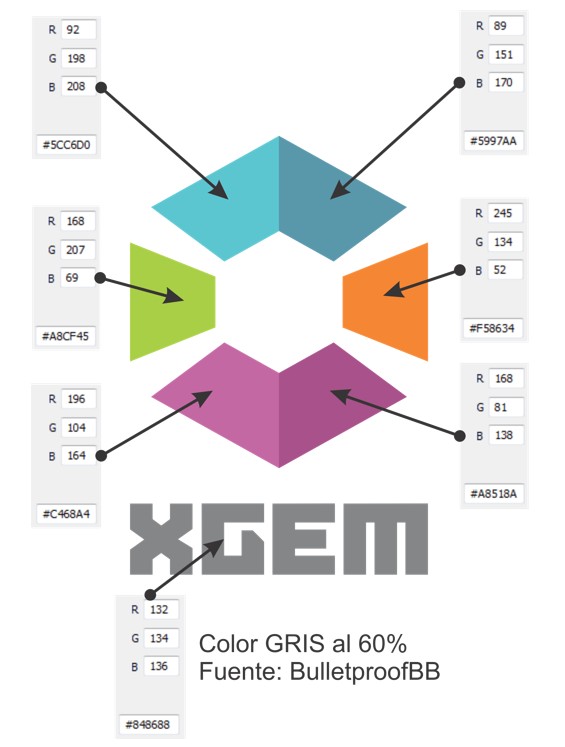 R 92
G 198
B 208
#5CC6D0
R 89
G 151
B 170
#5997AA
R 168
G 207
B 69
#A8CF45
R 245
G 134
B 52
#F58634
R 196
G 104
B 164
#C468A4
R 168
G 81
B 138
#A8518A
XGEM
R 132
G 134
B 136
#848688
Color GRIS al 60%
Fuente: BulletproofBB